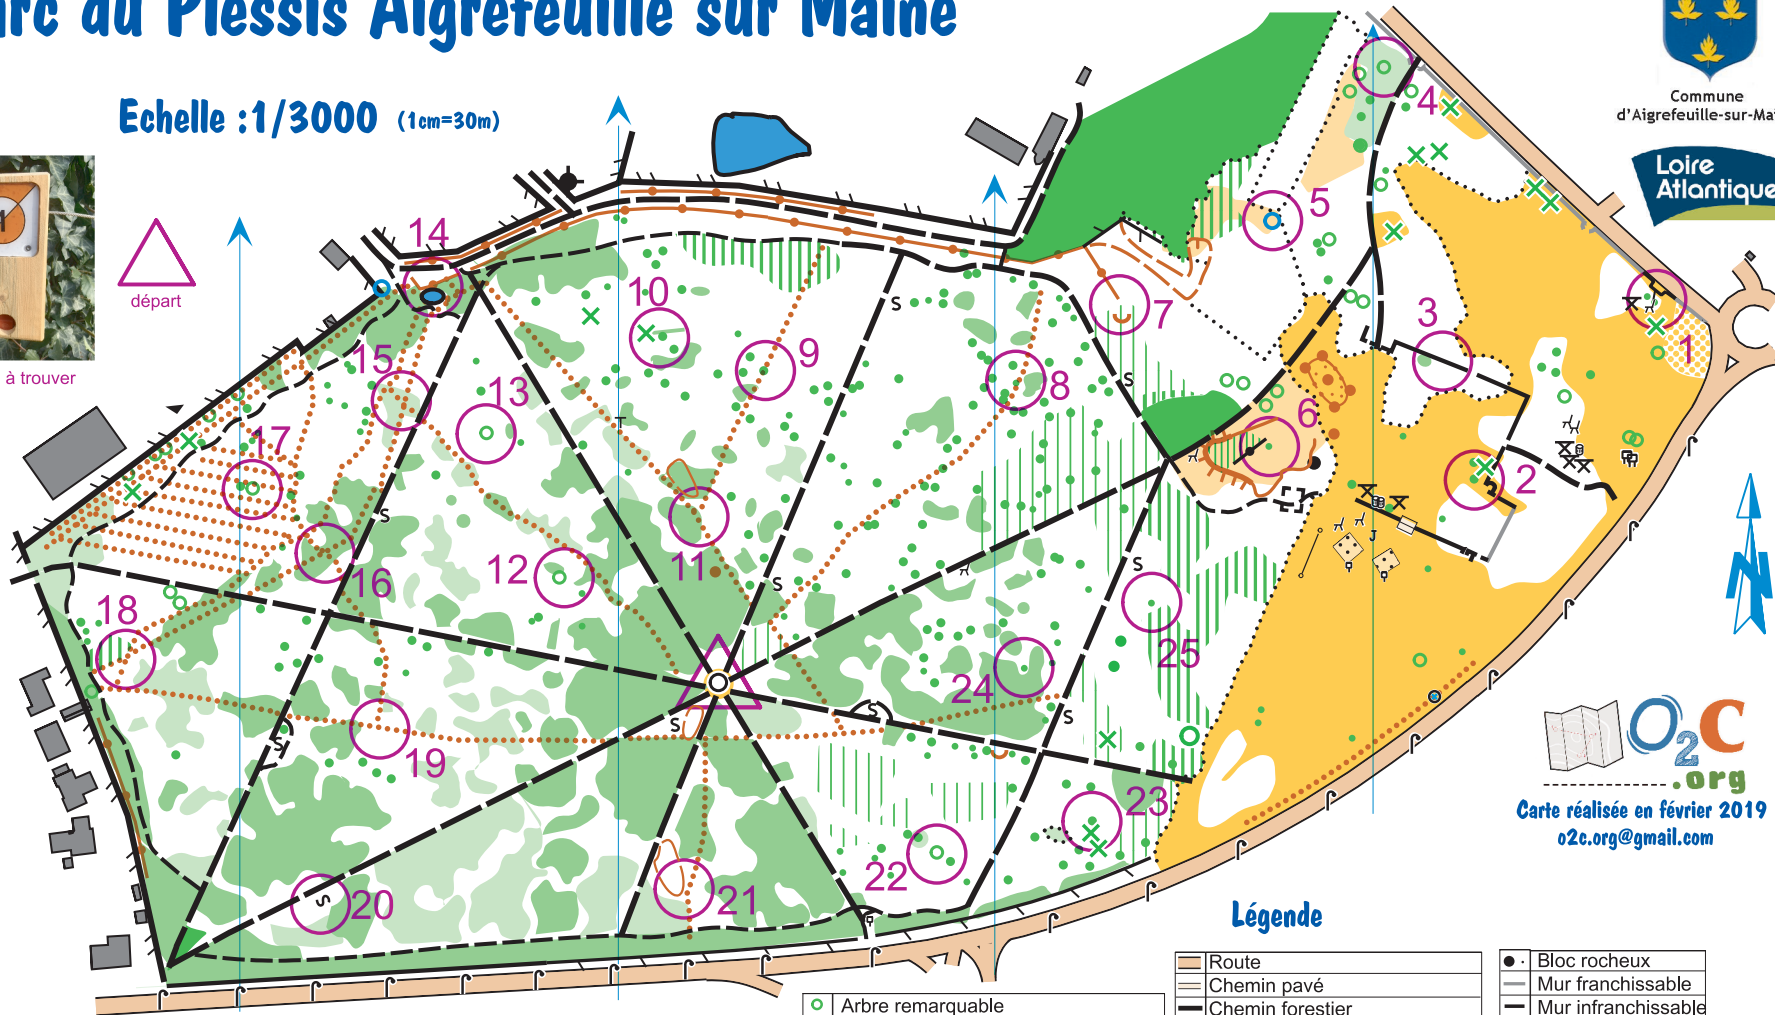 arc du Plessis Aigrefeuille sur Maine
Echelle :1/3000 (1cm=30m)
Commune
d'Aigrefeuille-sur-Ma
Loire
Atlantique
départ
à trouver
1
2
3
4
5
6
7
8
9
10
11
12
13
14
15
16
17
18
19
20
21
22
23
24
25
N
O2C
.org
Carte réalisée en février 2019
o2c.org@gmail.com
Légende
Route
Chemin pavé
Chemin forestier
Bloc rocheux
Mur franchissable
Mur infranchissable
Arbre remarquable